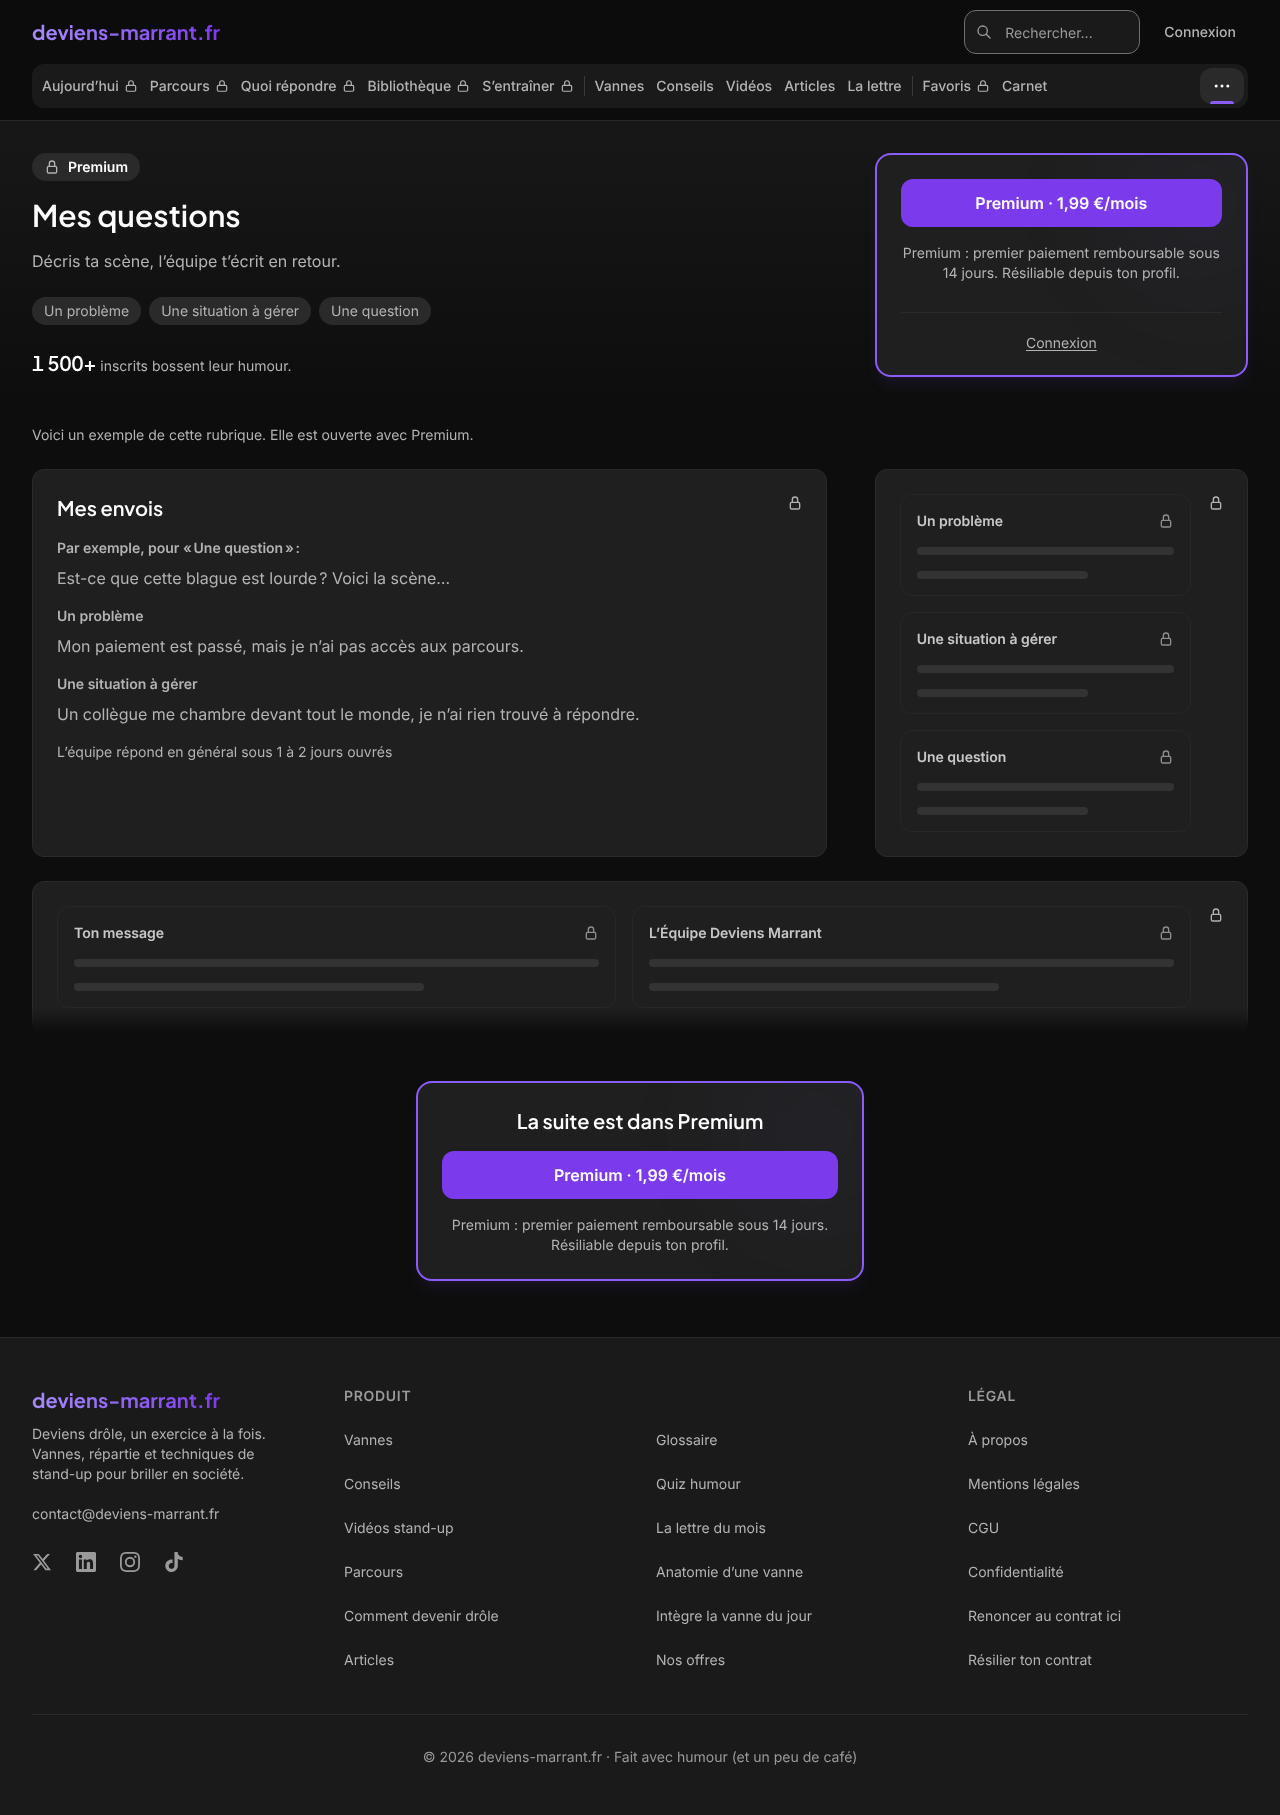 deviens-marrant.fr
Rechercher...
Connexion
Aujourd’hui
Parcours
Quoi répondre
Bibliothèque
S’entraîner
Vannes
Conseils
Vidéos
Articles
La lettre
Favoris
Carnet
Premium
Mes questions
Décris ta scène, l’équipe t’écrit en retour.
Un problème
Une situation à gérer
Une question
1 500+ inscrits bossent leur humour.
Premium · 1,99 €/mois
Premium : premier paiement remboursable sous
14 jours. Résiliable depuis ton profil.
Connexion
Voici un exemple de cette rubrique. Elle est ouverte avec Premium.
Mes envois
Par exemple, pour « Une question » :
Est-ce que cette blague est lourde ? Voici la scène…
Un problème
Mon paiement est passé, mais je n’ai pas accès aux parcours.
Une situation à gérer
Un collègue me chambre devant tout le monde, je n’ai rien trouvé à répondre.
L’équipe répond en général sous 1 à 2 jours ouvrés
Un problème
Une situation à gérer
Une question
Ton message
L’Équipe Deviens Marrant
La suite est dans Premium
Premium · 1,99 €/mois
Premium : premier paiement remboursable sous 14 jours.
Résiliable depuis ton profil.
deviens-marrant.fr
Deviens drôle, un exercice à la fois.
Vannes, répartie et techniques de
stand-up pour briller en société.
contact@deviens-marrant.fr
PRODUIT
Vannes
Conseils
Vidéos stand-up
Parcours
Comment devenir drôle
Articles
Glossaire
Quiz humour
La lettre du mois
Anatomie d’une vanne
Intègre la vanne du jour
Nos offres
LÉGAL
À propos
Mentions légales
CGU
Confidentialité
Renoncer au contrat ici
Résilier ton contrat
© 2026 deviens-marrant.fr · Fait avec humour (et un peu de café)